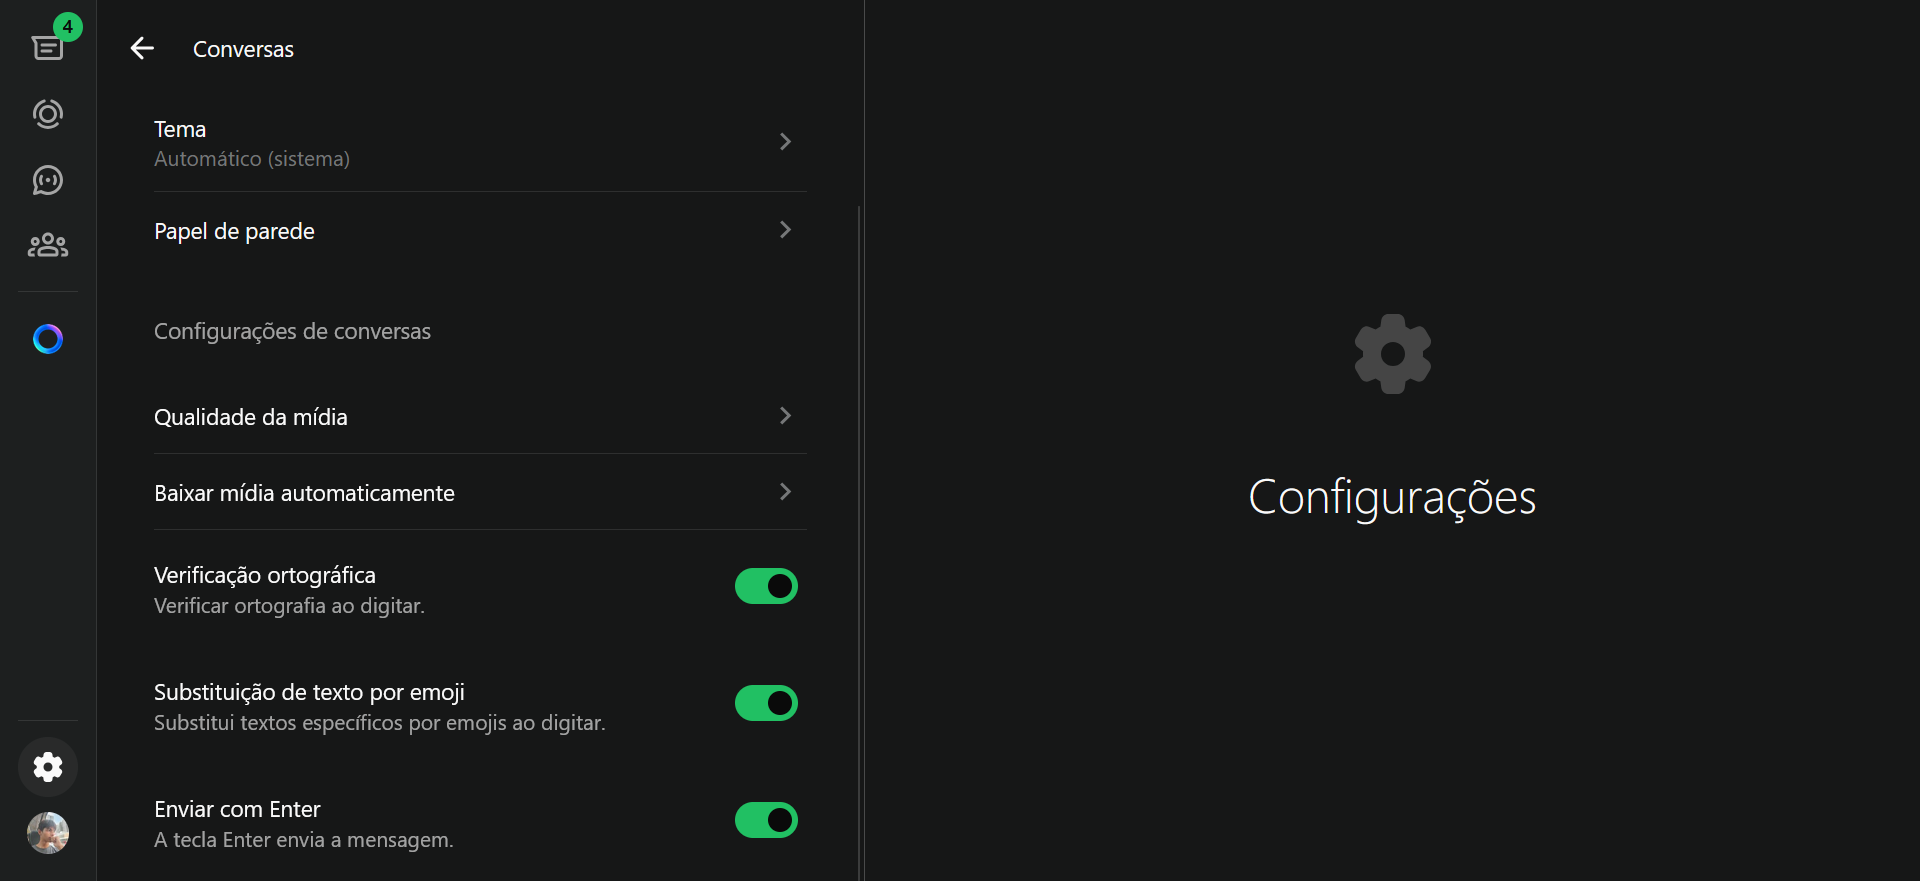 4
Conversas
Tema
Automático (sistema)
Papel de parede
Configurações de conversas
Qualidade da mídia
Baixar mídia automaticamente
Verificação ortográfica
Verificar ortografia ao digitar.
Substituição de texto por emoji
Substitui textos específicos por emojis ao digitar.
Enviar com Enter
A tecla Enter envia a mensagem.
Configurações